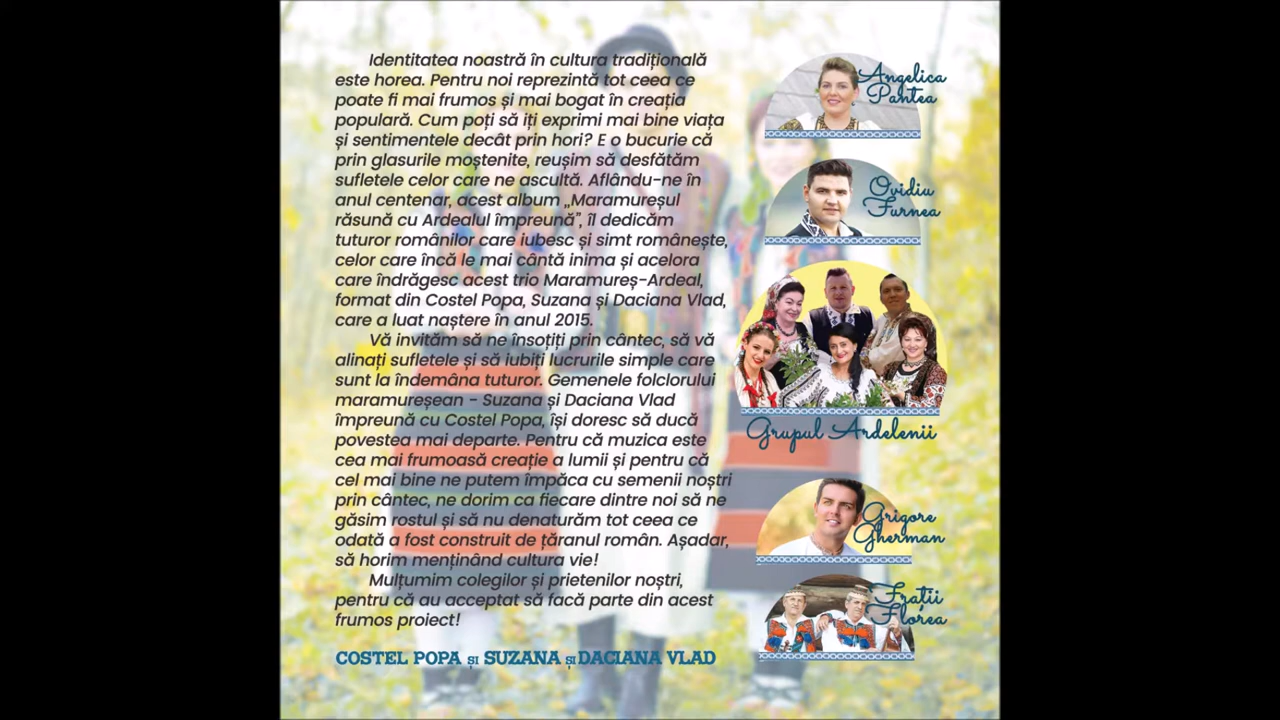 Identitatea noastră în cultura tradițională
este horea. Pentru noi reprezintă tot ceea ce
poate fi mai frumos și mai bogat în creația
populară. Cum poți să iți exprimi mai bine viața
și sentimentele decât prin hori? E o bucurie că
prin glasurile moștenite, reușim să desfătăm
sufletele celor care ne ascultă. Aflându-ne în
anul centenar, acest album „Maramureșul
răsună cu Ardealul împreună”, îl dedicăm
tuturor românilor care iubesc și simt românește,
celor care încă le mai cântă inima și acelora
care îndrăgesc acest trio Maramureș-Ardeal,
format din Costel Popa, Suzana și Daciana Vlad,
care a luat naștere în anul 2015.
Vă invităm să ne însoțiți prin cântec, să vă
alinați sufletele și să iubiți lucrurile simple care
sunt la îndemâna tuturor. Gemenele folclorului
maramureșean - Suzana și Daciana Vlad
împreună cu Costel Popa, își doresc să ducă
povestea mai departe. Pentru că muzica este
cea mai frumoasă creație a lumii și pentru că
cel mai bine ne putem împăca cu semenii noștri
prin cântec, ne dorim ca fiecare dintre noi să ne
găsim rostul și să nu denaturăm tot ceea ce
odată a fost construit de țăranul român. Așadar,
să horim menținând cultura vie!
Mulțumim colegilor și prietenilor noștri,
pentru că au acceptat să facă parte din acest
frumos proiect!
COSTEL POPA ȘI SUZANA ȘI DACIANA VLAD
Angelica
Pantea
Ovidiu
Furnea
Grupul Ardelenii
Grigore
Gherman
Frații
Florea